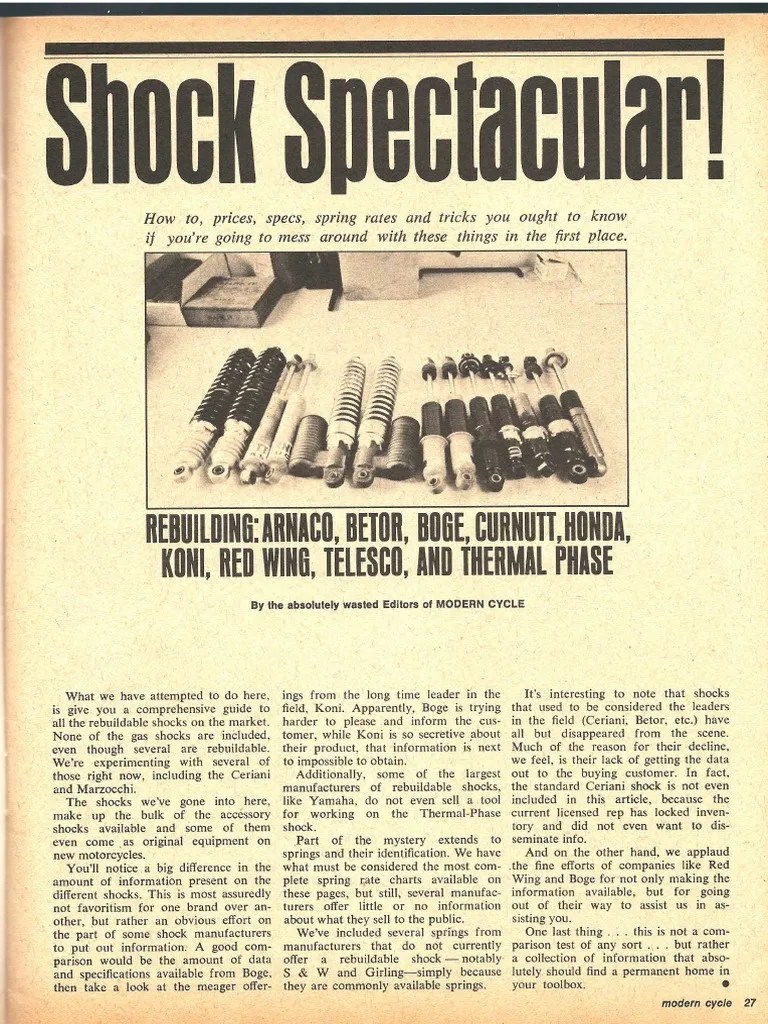 Shock Spectacular!
How to, prices, specs, spring rates and tricks you ought to know
if you're going to mess around with these things in the first place.
REBUILDING: ARNACO, BETOR, BOGE, CURNUTT, HONDA,
KONI, RED WING, TELESCO, AND THERMAL PHASE
By the absolutely wasted Editors of MODERN CYCLE
What we have attempted to do here,
is give you a comprehensive guide to
all the rebuildable shocks on the market.
None of the gas shocks are included,
even though several are rebuildable.
We're experimenting with several of
those right now, including the Ceriani
and Marzocchi.
The shocks we've gone into here,
make up the bulk of the accessory
shocks available and some of them
even come as original equipment on
new motorcycles.
You'll notice a big difference in the
amount of information present on the
different shocks. This is most assuredly
not favoritism for one brand over an-
other, but rather an obvious effort on
the part of some shock manufacturers
to put out information. A good com-
parison would be the amount of data
and specifications available from Boge,
then take a look at the meager offer-
ings from the long time leader in the
field, Koni. Apparently, Boge is trying
harder to please and inform the cus-
tomer, while Koni is so secretive about
their product, that information is next
to impossible to obtain.
Additionally, some of the largest
manufacturers of rebuildable shocks,
like Yamaha, do not even sell a tool
for working on the Thermal-Phase
shock.
Part of the mystery extends to
springs and their identification. We have
what must be considered the most com-
plete spring rate charts available on
these pages, but still, several manufac-
turers offer little or no information
about what they sell to the public.
We've included several springs from
manufacturers that do not currently
offer a rebuildable shock — notably
S & W and Girling—simply because
they are commonly available springs.
It's interesting to note that shocks
that used to be considered the leaders
in the field (Ceriani, Betor, etc.) have
all but disappeared from the scene.
Much of the reason for their decline,
we feel, is their lack of getting the data
out to the buying customer. In fact,
the standard Ceriani shock is not even
included in this article, because the
current licensed rep has locked inven-
tory and did not even want to dis-
seminate info.
And on the other hand, we applaud
the fine efforts of companies like Red
Wing and Boge for not only making the
information available, but for going
out of their way to assist us in as-
sisting you.
One last thing . . . this is not a com-
parison test of any sort . . . but rather
a collection of information that abso-
lutely should find a permanent home in
your toolbox. ●
modern cycle 27